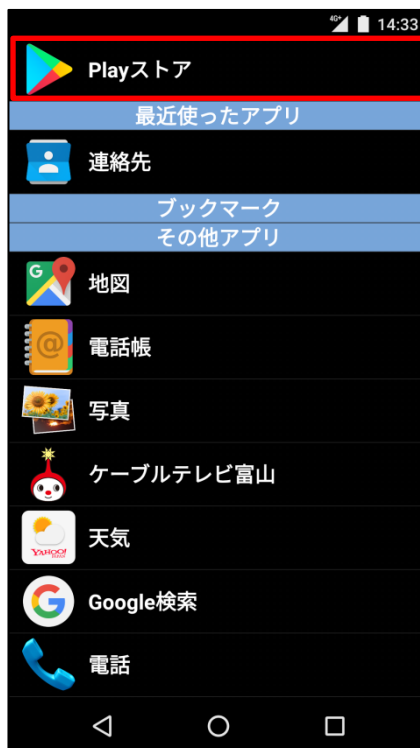 4G+ 14:33
Playストア
最近使ったアプリ
連絡先
ブックマーク
その他アプリ
G
地図
@
電話帳
写真
ケーブルテレビ富山
YAHOO!
JAPAN
天気
G
Google検索
電話